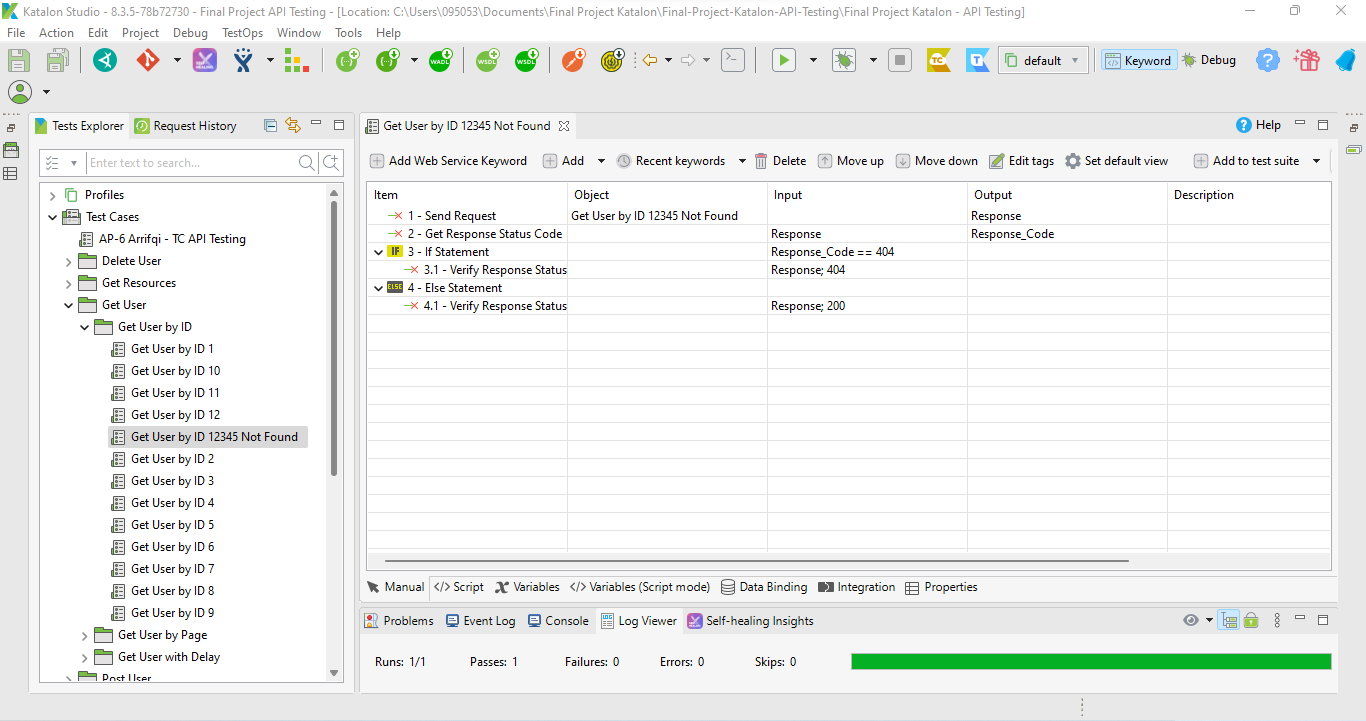 Katalon Studio - 8.3.5-78b72730 - Final Project API Testing - [Location: C:\Users\095053\Documents\Final Project Katalon\Final-Project-Katalon-API-Testing\Final Project Katalon - API Testing]
File Action Edit Project Debug TestOps Window Tools Help
WADL WSDL WSDL TC T default Keyword Debug
Tests Explorer Request History
Get User by ID 12345 Not Found Help
Enter text to search...
Add Web Service Keyword Add Recent keywords Delete Move up Move down Edit tags Set default view Add to test suite
Profiles
Test Cases
AP-6 Arrifqi - TC API Testing
Delete User
Get Resources
Get User
Get User by ID
Get User by ID 1
Get User by ID 10
Get User by ID 11
Get User by ID 12
Get User by ID 12345 Not Found
Get User by ID 2
Get User by ID 3
Get User by ID 4
Get User by ID 5
Get User by ID 6
Get User by ID 7
Get User by ID 8
Get User by ID 9
Get User by Page
Get User with Delay
Post User
Item Object Input Output Description
1 - Send Request Get User by ID 12345 Not Found Response
2 - Get Response Status Code Response Response_Code
IF 3 - If Statement Response_Code == 404
3.1 - Verify Response Status Response; 404
ELSE 4 - Else Statement
4.1 - Verify Response Status Response; 200
Manual </> Script Variables </> Variables (Script mode) Data Binding Integration Properties
Problems Event Log Console Log Viewer Self-healing Insights
Runs: 1/1 Passes: 1 Failures: 0 Errors: 0 Skips: 0